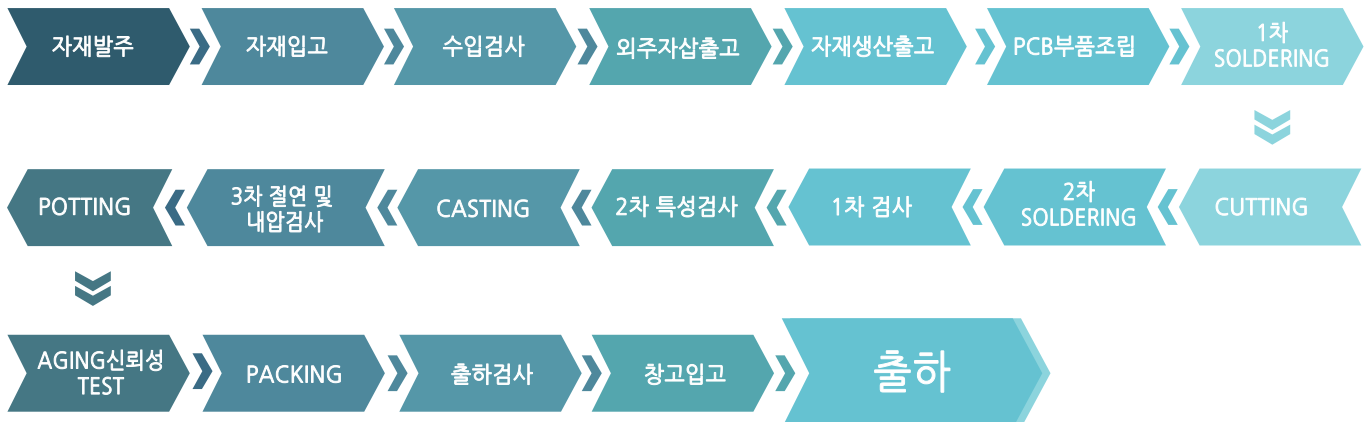 자재발주
자재입고
수입검사
외주자삽출고
자재생산출고
PCB부품조립
1차
SOLDERING
CUTTING
2차
SOLDERING
1차 검사
2차 특성검사
CASTING
3차 절연 및
내압검사
POTTING
AGING신뢰성
TEST
PACKING
출하검사
창고입고
출하